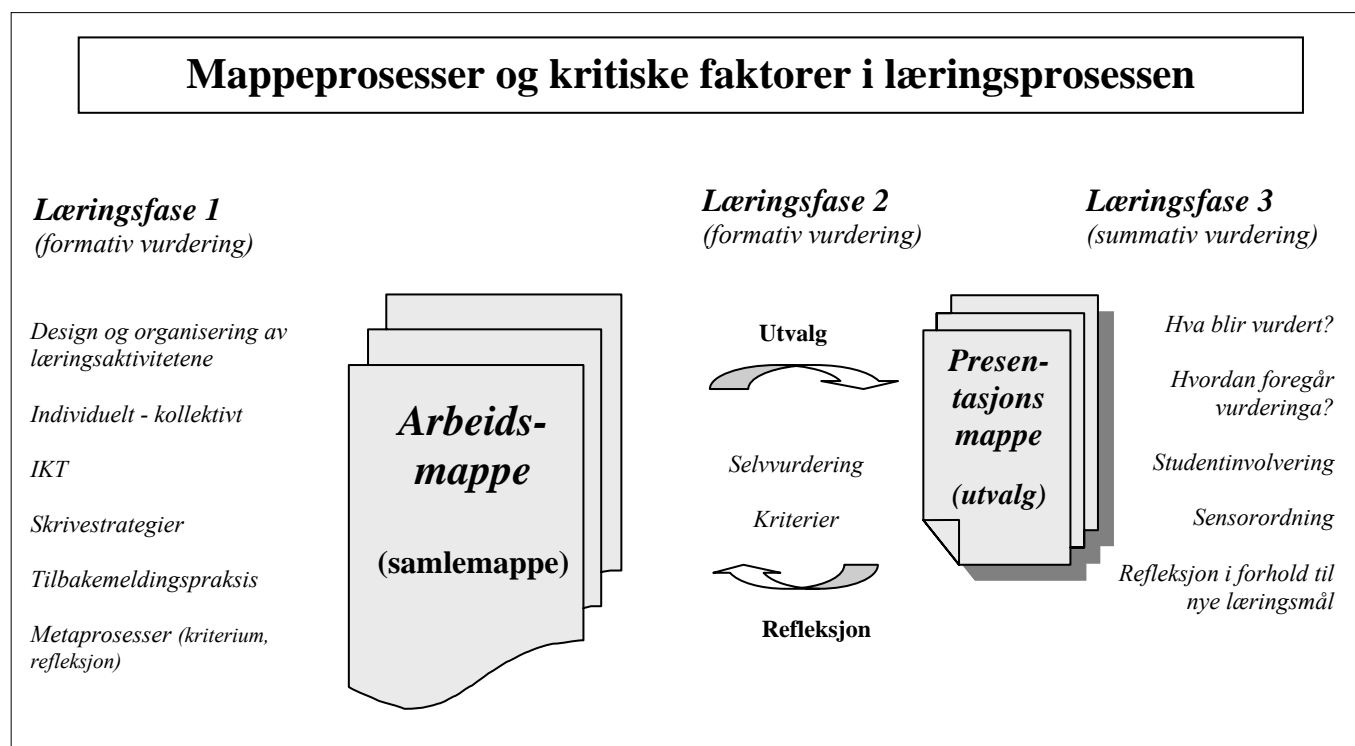 Mappeprosesser og kritiske faktorer i læringsprosessen
Læringsfase 1
(formativ vurdering)
Design og organisering av
læringsaktivitetene
Individuelt - kollektivt
IKT
Skrivestrategier
Tilbakemeldingspraksis
Metaprosesser (kriterium,
refleksjon)
Arbeids-
mappe
(samlemappe)
Læringsfase 2
(formativ vurdering)
Utvalg
Selvvurdering
Kriterier
Refleksjon
Presen-
tasjons
mappe
(utvalg)
Læringsfase 3
(summativ vurdering)
Hva blir vurdert?
Hvordan foregår
vurderinga?
Studentinvolvering
Sensorordning
Refleksjon i forhold til
nye læringsmål